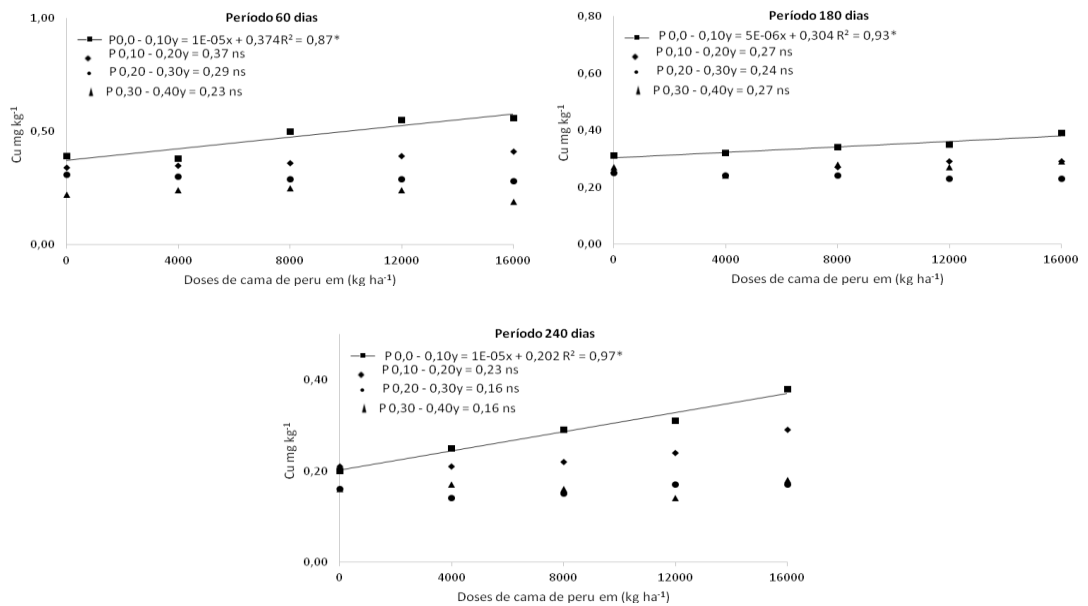 Período 60 dias
1,00
P0,0 - 0,10y = 1E-05x + 0,374R² = 0,87*
P 0,10 - 0,20y = 0,37 ns
P 0,20 - 0,30y = 0,29 ns
P 0,30 - 0,40y = 0,23 ns
Cu mg kg⁻¹
0,50
0,00
0
4000
8000
12000
16000
Doses de cama de peru em (kg ha⁻¹)
Período 180 dias
0,80
P0,0 - 0,10y = 5E-06x + 0,304 R² = 0,93*
P 0,10 - 0,20y = 0,27 ns
P 0,20 - 0,30y = 0,24 ns
P 0,30 - 0,40y = 0,27 ns
Cu mg kg⁻¹
0,60
0,40
0,20
0,00
0
4000
8000
12000
16000
Doses de cama de peru em (kg ha⁻¹)
Período 240 dias
P 0,0 - 0,10y = 1E-05x + 0,202 R² = 0,97*
P 0,10 - 0,20y = 0,23 ns
P 0,20 - 0,30y = 0,16 ns
P 0,30 - 0,40y = 0,16 ns
Cu mg kg⁻¹
0,40
0,20
0,00
0
4000
8000
12000
16000
Doses de cama de peru em (kg ha⁻¹)